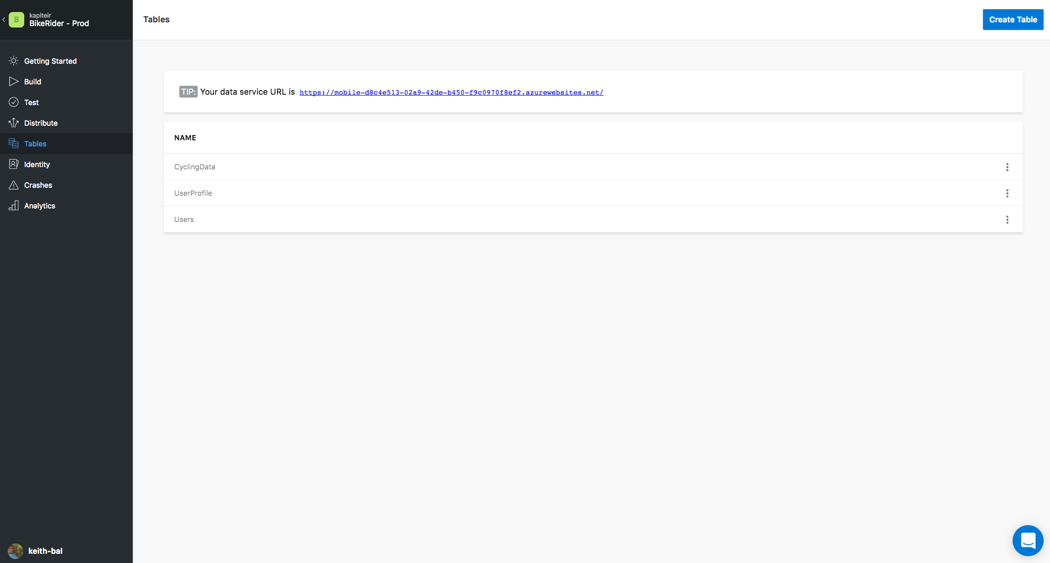 kapiteir
B
BikeRider - Prod
Getting Started
Build
Test
Distribute
Tables
Identity
Crashes
Analytics
keith-bal
Tables
Create Table
TIP: Your data service URL is https://mobile-d8c4e513-02a9-42de-b450-f9c0970f8ef2.azurewebsites.net/
NAME
CyclingData
UserProfile
Users